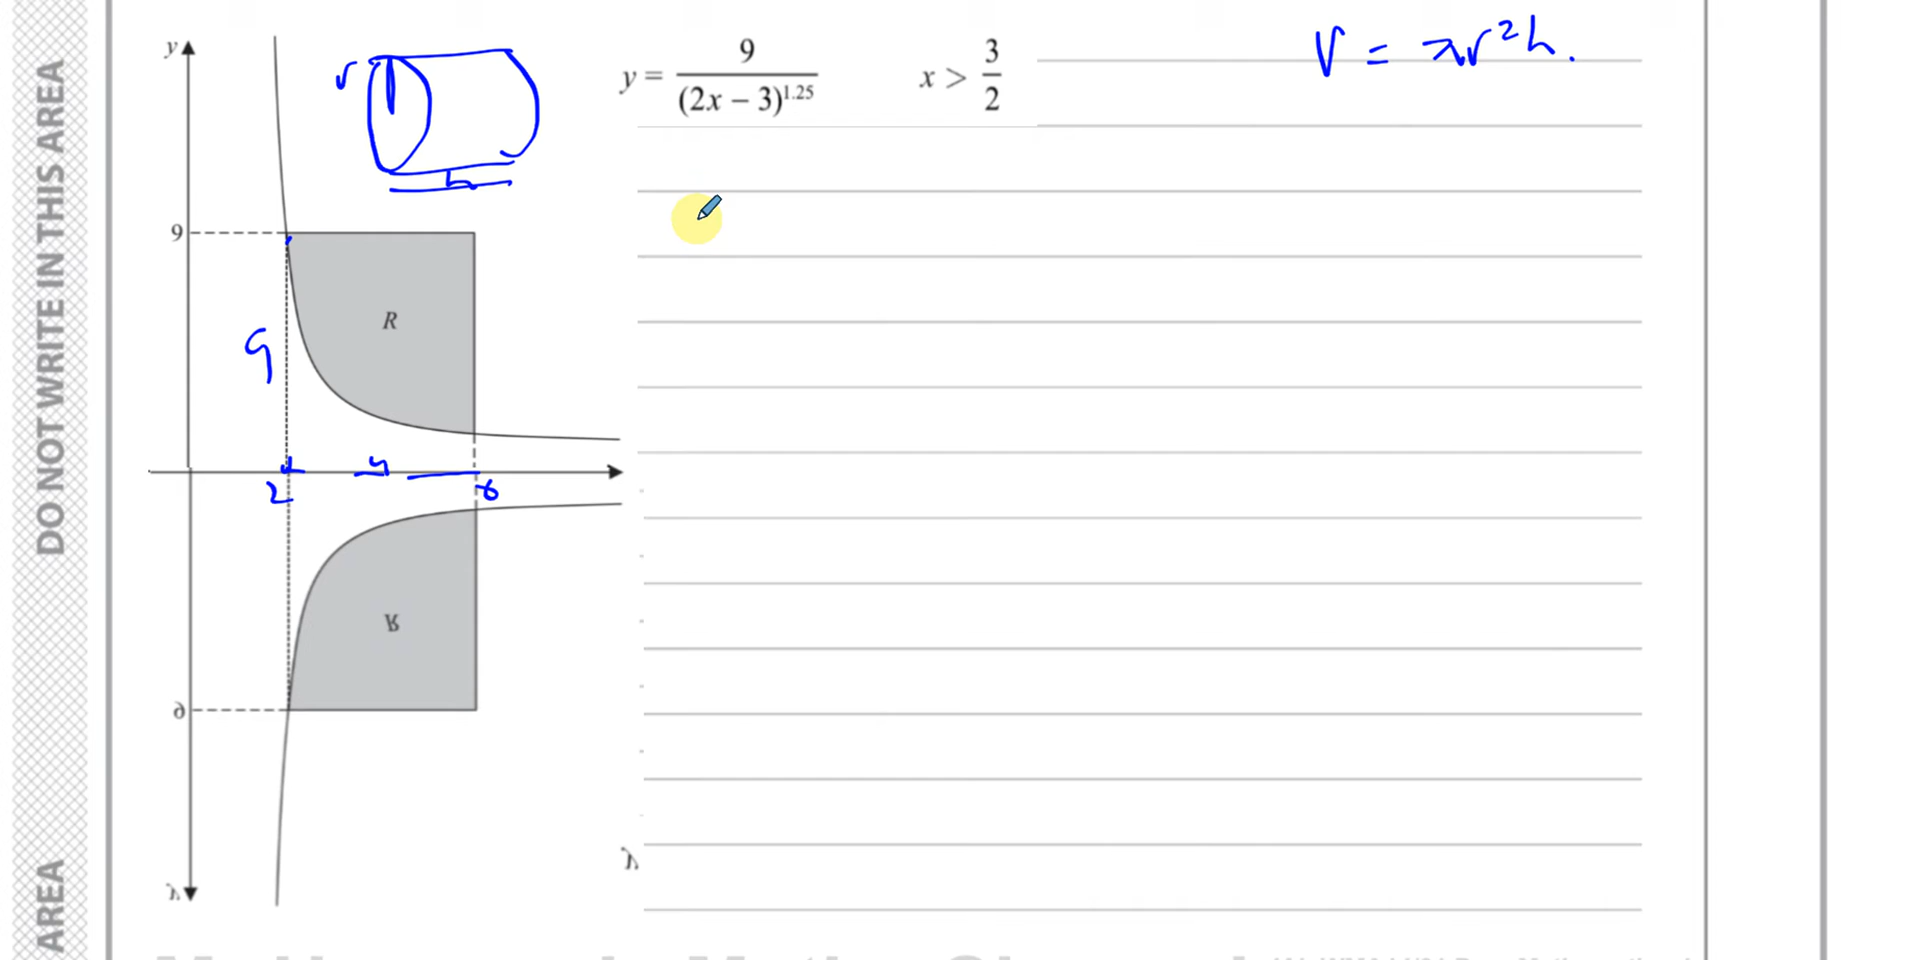 DO NOT WRITE IN THIS AREA
AREA
y
r
h
y = 9 / (2x − 3)^1.25    x > 3/2
V = πr²h.
9
R
9
2
4
6
R
9
y